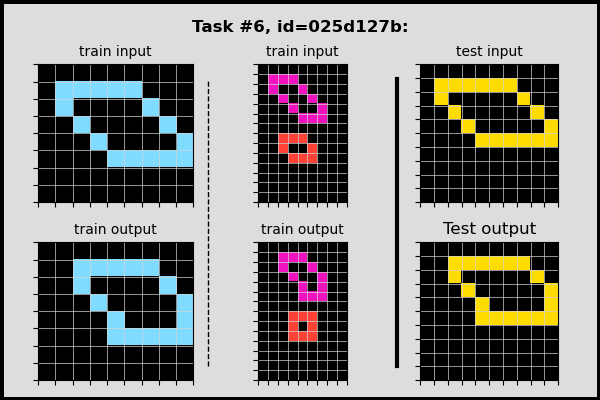 Task #6, id=025d127b:
train input
train input
test input
train output
train output
Test output